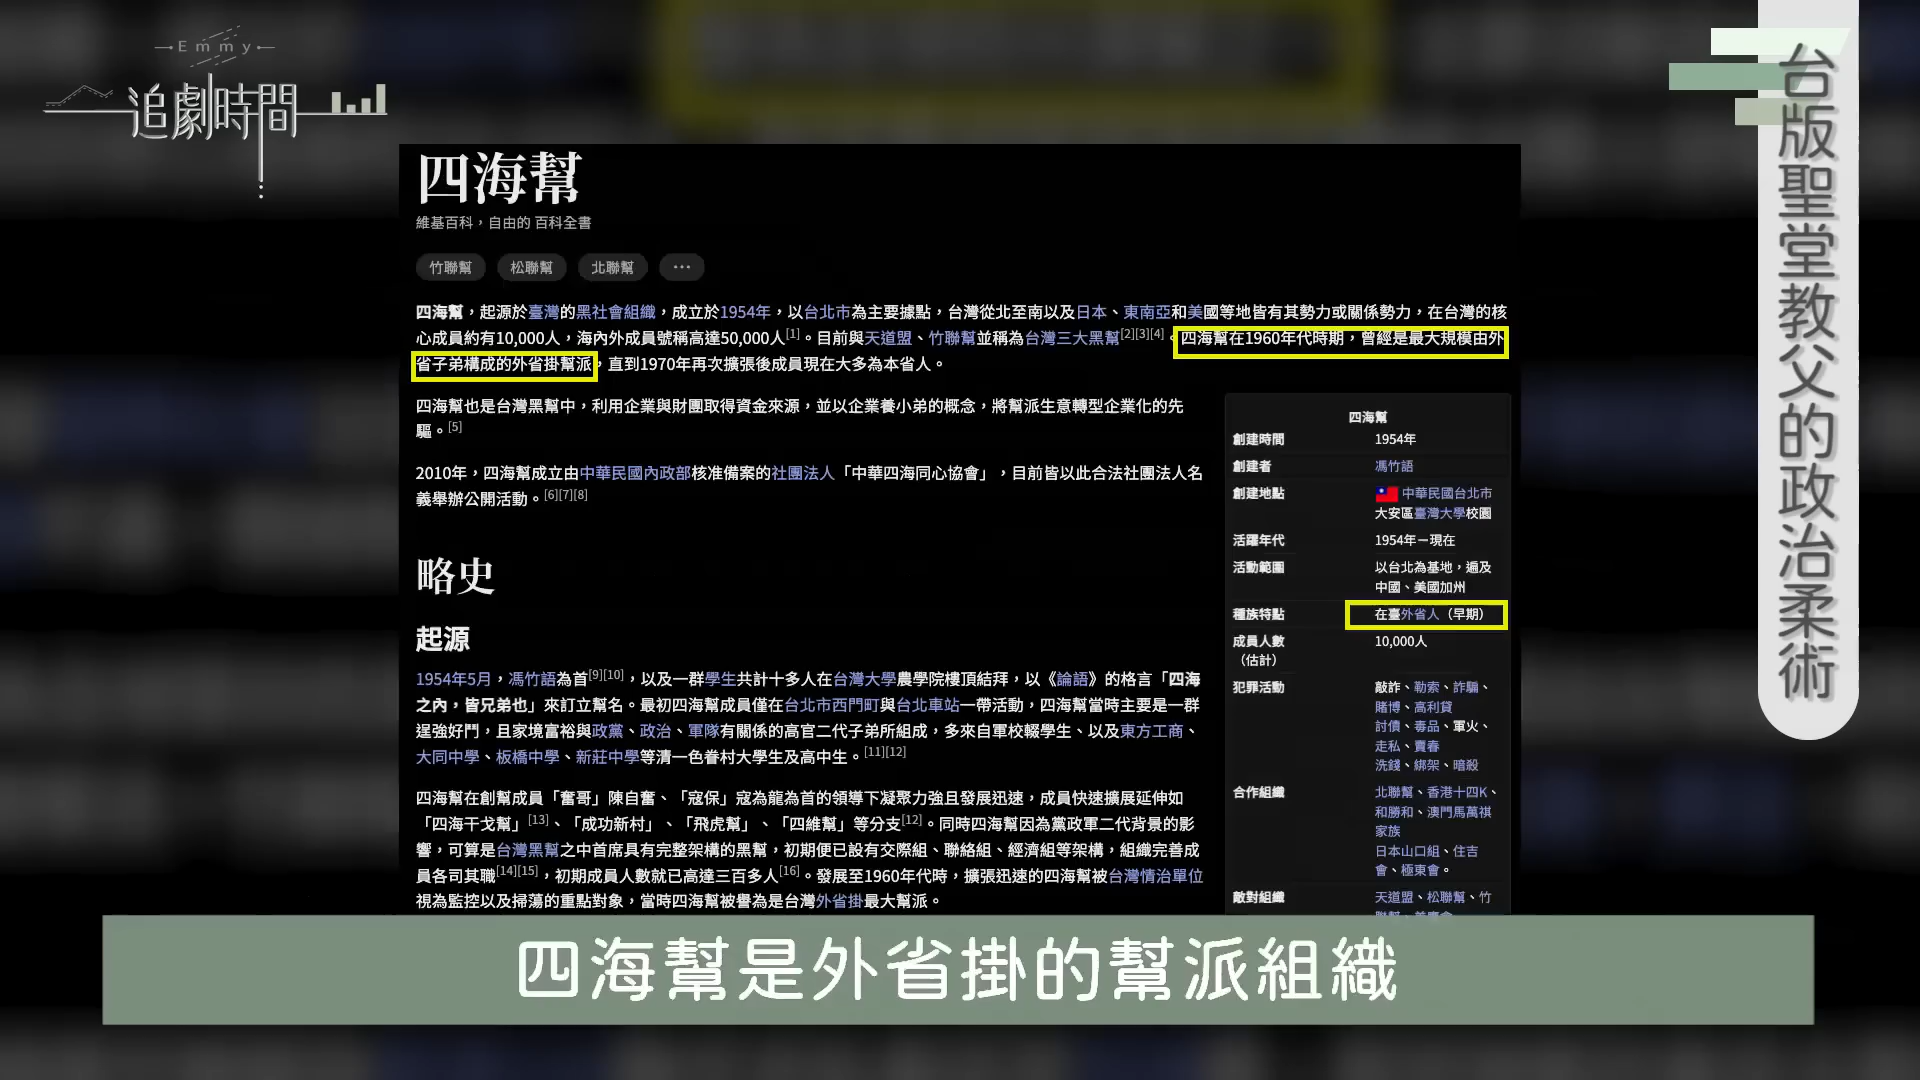 Emmy
追劇時間
台版聖堂教父的政治柔術
四海幫
維基百科，自由的 百科全書
竹聯幫 松聯幫 北聯幫 ···
四海幫，起源於臺灣的黑社會組織，成立於1954年，以台北市為主要據點，台灣從北至南以及日本、東南亞和美國等地皆有其勢力或關係勢力，在台灣的核
心成員約有10,000人，海內外成員號稱高達50,000人[1]。目前與天道盟、竹聯幫並稱為台灣三大黑幫[2][3][4]。四海幫在1960年代時期，曾經是最大規模由外
省子弟構成的外省掛幫派，直到1970年再次擴張後成員現在大多為本省人。
四海幫也是台灣黑幫中，利用企業與財團取得資金來源，並以企業養小弟的概念，將幫派生意轉型企業化的先
驅。[5]
2010年，四海幫成立由中華民國內政部核准備案的社團法人「中華四海同心協會」，目前皆以此合法社團法人名
義舉辦公開活動。[6][7][8]
略史
起源
1954年5月，馮竹語為首[9][10]，以及一群學生共計十多人在台灣大學農學院樓頂結拜，以《論語》的格言「四海
之內，皆兄弟也」來訂立幫名。最初四海幫成員僅在台北市西門町與台北車站一帶活動，四海幫當時主要是一群
逞強好鬥，且家境富裕與政黨、政治、軍隊有關係的高官二代子弟所組成，多來自軍校輟學生、以及東方工商、
大同中學、板橋中學、新莊中學等清一色眷村大學生及高中生。[11][12]
四海幫在創幫成員「奮哥」陳自奮、「寇保」寇為龍為首的領導下凝聚力強且發展迅速，成員快速擴展延伸如
「四海干戈幫」[13]、「成功新村」、「飛虎幫」、「四維幫」等分支[12]。同時四海幫因為黨政軍二代背景的影
響，可算是台灣黑幫之中首席具有完整架構的黑幫，初期便已設有交際組、聯絡組、經濟組等架構，組織完善成
員各司其職[14][15]，初期成員人數就已高達三百多人[16]。發展至1960年代時，擴張迅速的四海幫被台灣情治單位
視為監控以及掃蕩的重點對象，當時四海幫被譽為是台灣外省掛最大幫派。
四海幫
創建時間 1954年
創建者 馮竹語
創建地點 中華民國台北市
大安區臺灣大學校園
活躍年代 1954年－現在
活動範圍 以台北為基地，遍及
中國、美國加州
種族特點 在臺外省人（早期）
成員人數 10,000人
（估計）
犯罪活動 敲詐、勒索、詐騙、
賭博、高利貸
討債、毒品、軍火、
走私、賣春
洗錢、綁架、暗殺
合作組織 北聯幫、香港十四K、
和勝和、澳門馬萬祺
家族
日本山口組、住吉
會、極東會。
敵對組織 天道盟、松聯幫、竹
四海幫是外省掛的幫派組織